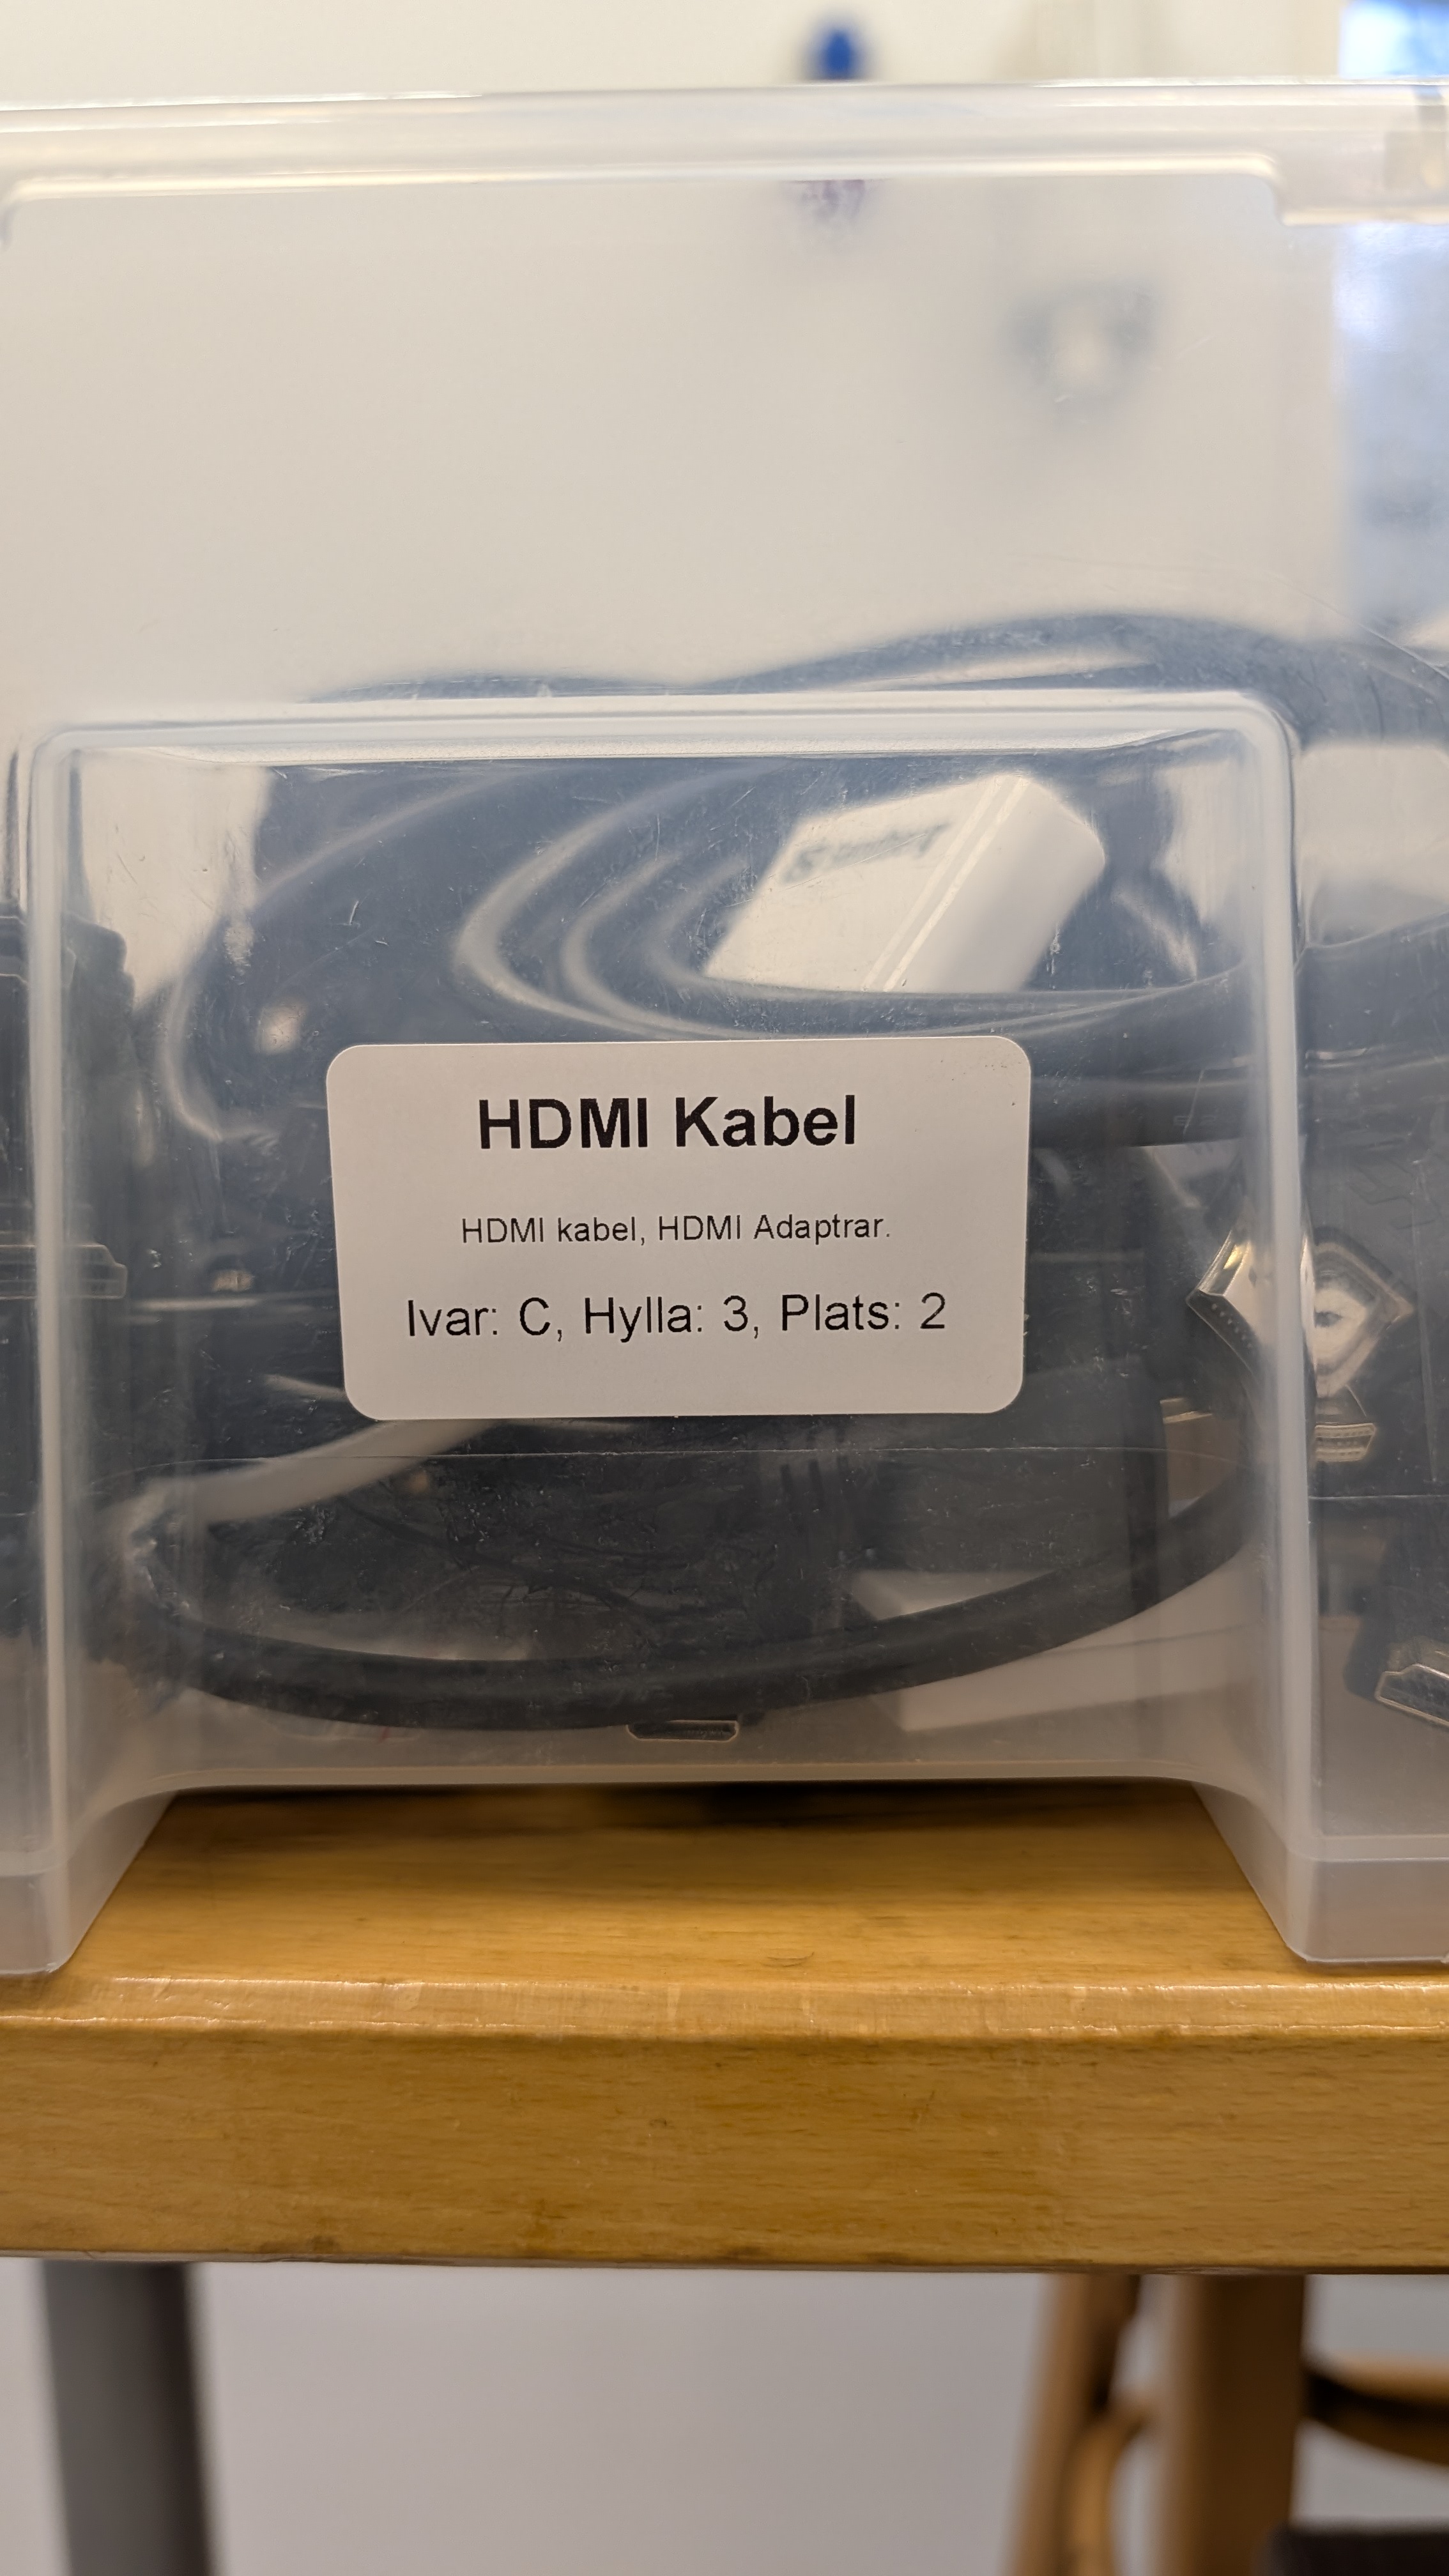 HDMI Kabel
HDMI kabel, HDMI Adaptrar.
Ivar: C, Hylla: 3, Plats: 2